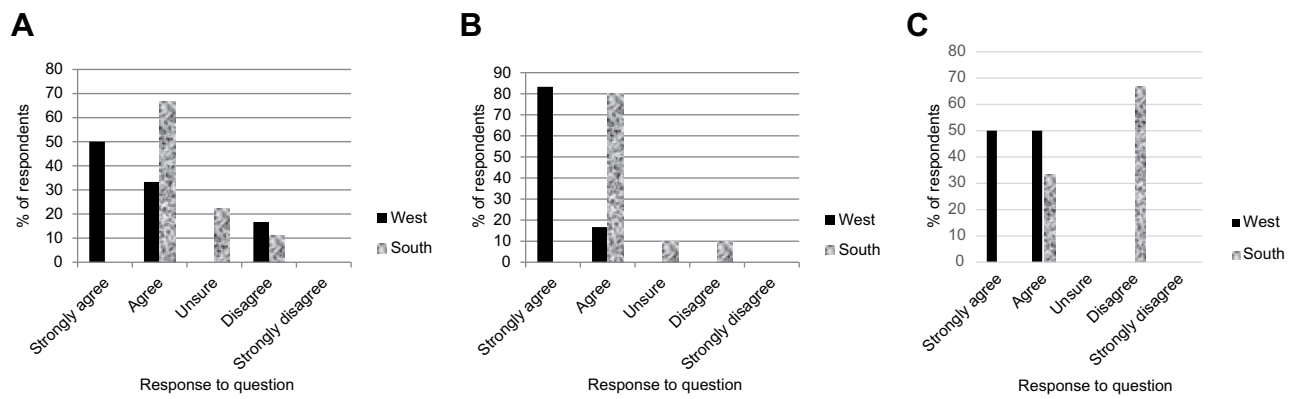 A
80
70
60
50
40
30
20
10
0
% of respondents
Strongly agree
Agree
Unsure
Disagree
Strongly disagree
Response to question
West
South
B
90
80
70
60
50
40
30
20
10
0
% of respondents
Strongly agree
Agree
Unsure
Disagree
Strongly disagree
Response to question
West
South
C
80
70
60
50
40
30
20
10
0
% of respondents
Strongly agree
Agree
Unsure
Disagree
Strongly disagree
Response to question
West
South